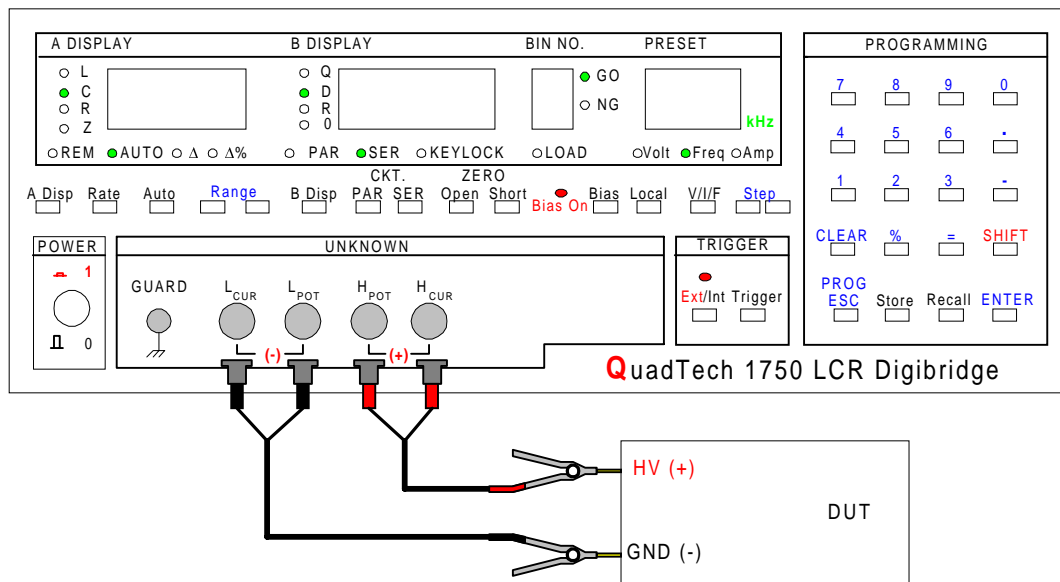 A DISPLAY B DISPLAY BIN NO. PRESET
L
C
R
Z
Q
D
R
0
GO
NG
kHz
REM AUTO Δ Δ% PAR SER KEYLOCK LOAD Volt Freq Amp
CKT. ZERO
A Disp Rate Auto Range B Disp PAR SER Open Short Bias On Bias Local V/I/F Step
PROGRAMMING
7 8 9 0
4 5 6 .
1 2 3 -
CLEAR % = SHIFT
PROG
ESC Store Recall ENTER
POWER
1
0
UNKNOWN
GUARD LCUR LPOT HPOT HCUR
(-) (+)
TRIGGER
Ext/Int Trigger
QuadTech 1750 LCR Digibridge
HV (+)
DUT
GND (-)